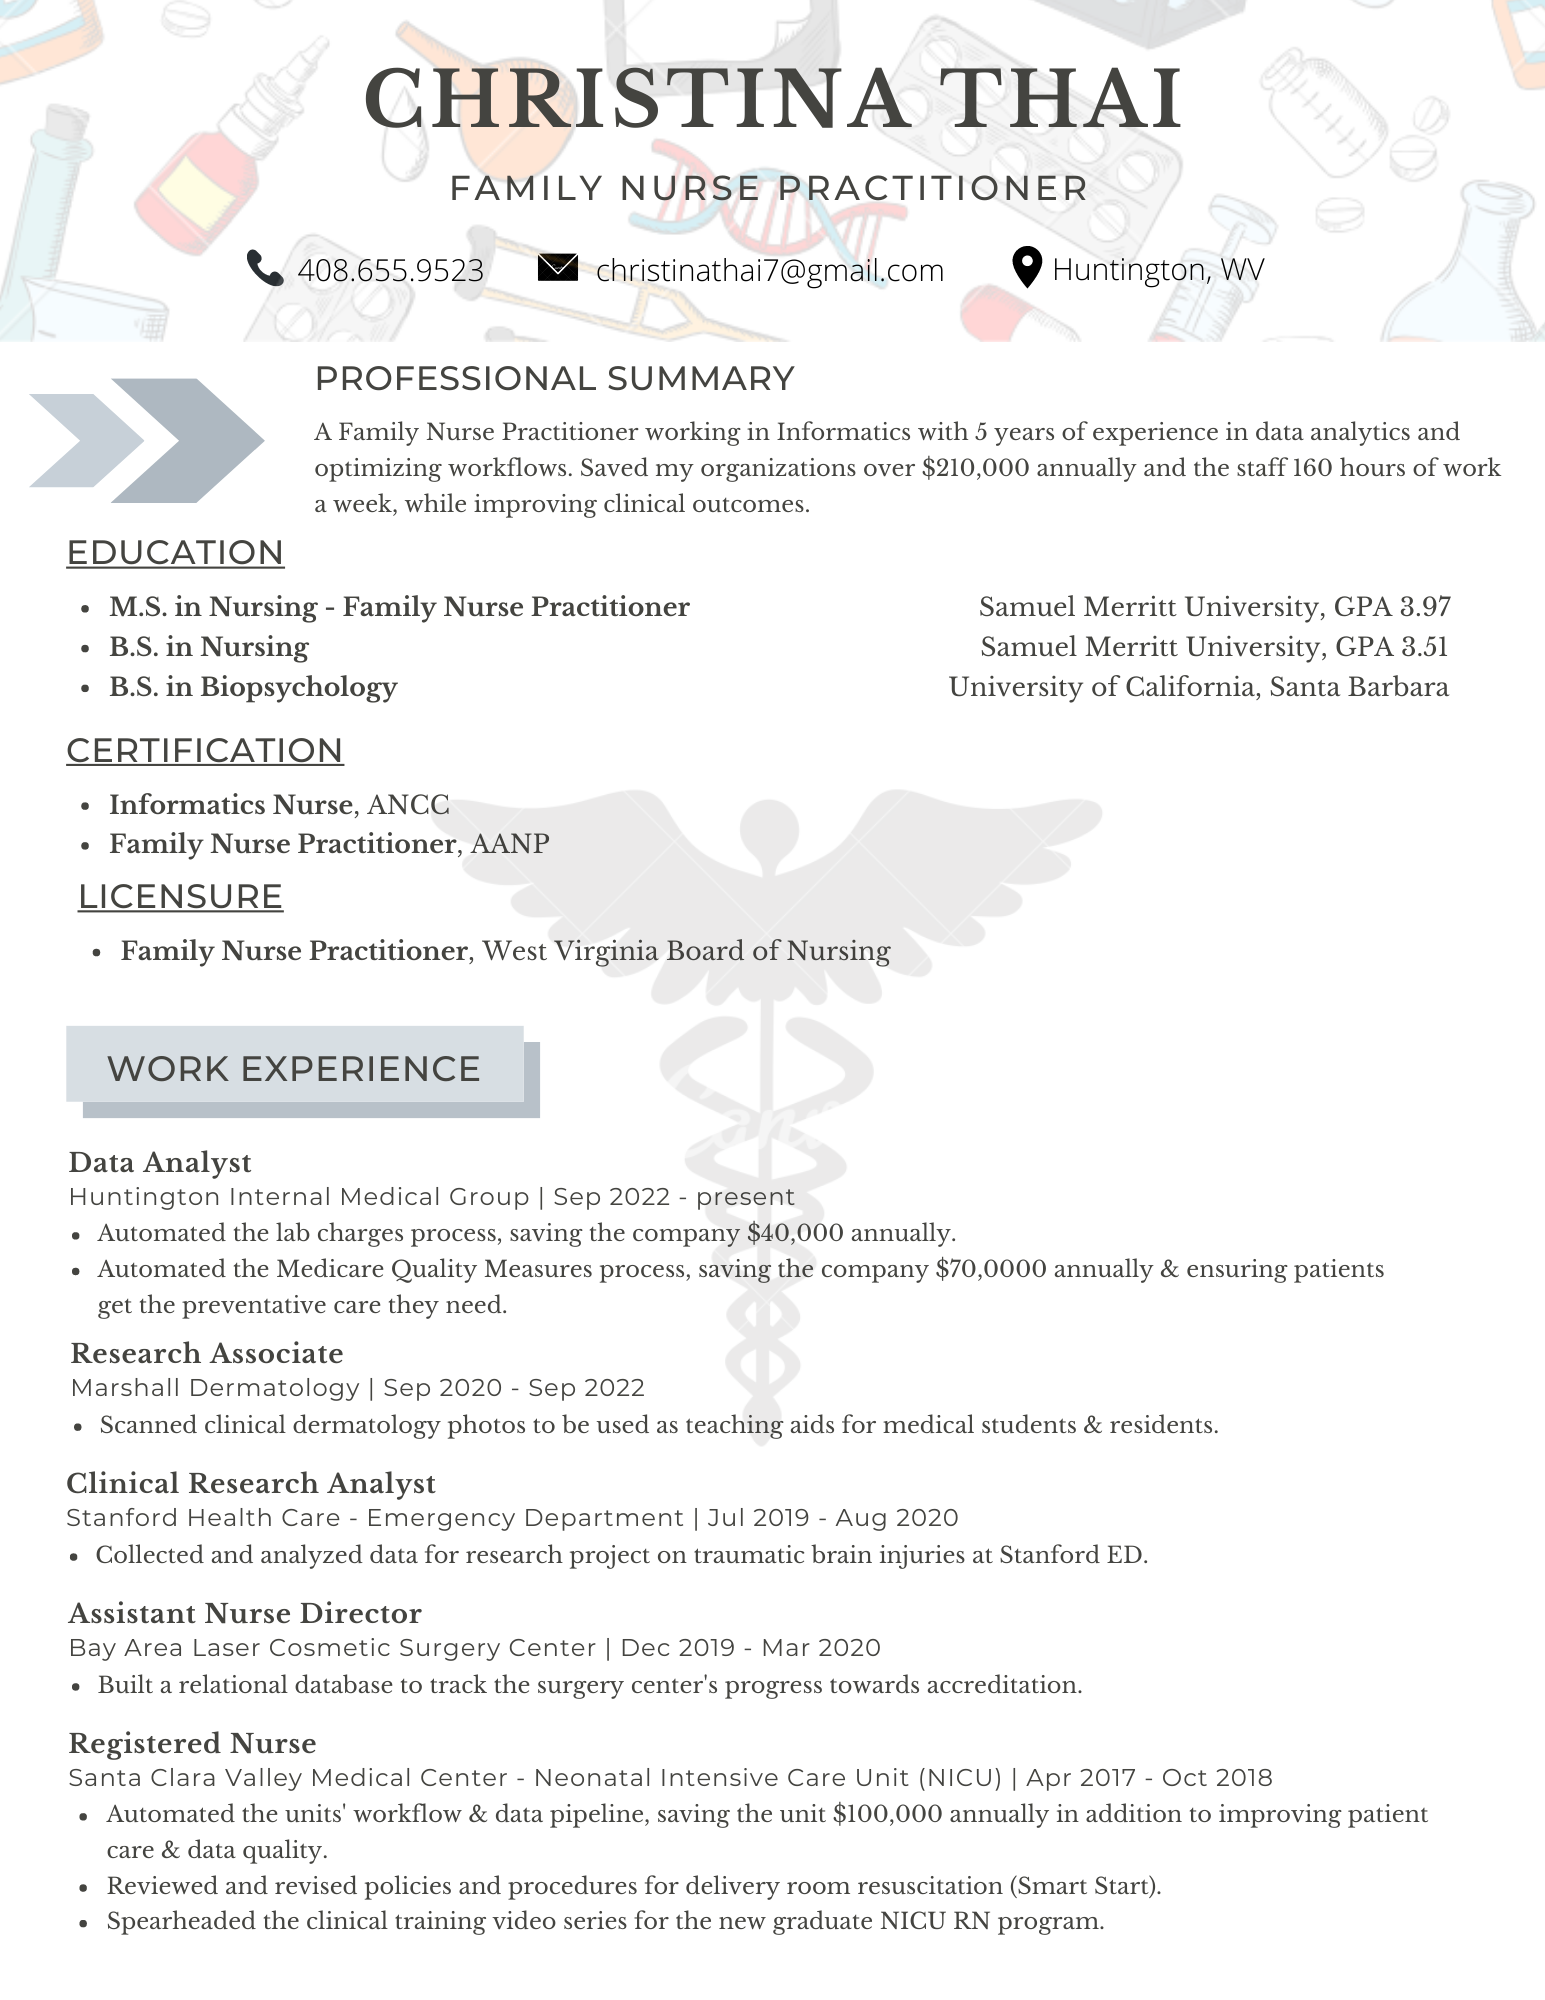 CHRISTINA THAI
FAMILY NURSE PRACTITIONER
408.655.9523 christinathai7@gmail.com Huntington, WV
PROFESSIONAL SUMMARY
A Family Nurse Practitioner working in Informatics with 5 years of experience in data analytics and
optimizing workflows. Saved my organizations over $210,000 annually and the staff 160 hours of work
a week, while improving clinical outcomes.
EDUCATION
• M.S. in Nursing - Family Nurse Practitioner Samuel Merritt University, GPA 3.97
• B.S. in Nursing Samuel Merritt University, GPA 3.51
• B.S. in Biopsychology University of California, Santa Barbara
CERTIFICATION
• Informatics Nurse, ANCC
• Family Nurse Practitioner, AANP
LICENSURE
• Family Nurse Practitioner, West Virginia Board of Nursing
WORK EXPERIENCE
Data Analyst
Huntington Internal Medical Group | Sep 2022 - present
• Automated the lab charges process, saving the company $40,000 annually.
• Automated the Medicare Quality Measures process, saving the company $70,0000 annually & ensuring patients
get the preventative care they need.
Research Associate
Marshall Dermatology | Sep 2020 - Sep 2022
• Scanned clinical dermatology photos to be used as teaching aids for medical students & residents.
Clinical Research Analyst
Stanford Health Care - Emergency Department | Jul 2019 - Aug 2020
• Collected and analyzed data for research project on traumatic brain injuries at Stanford ED.
Assistant Nurse Director
Bay Area Laser Cosmetic Surgery Center | Dec 2019 - Mar 2020
• Built a relational database to track the surgery center's progress towards accreditation.
Registered Nurse
Santa Clara Valley Medical Center - Neonatal Intensive Care Unit (NICU) | Apr 2017 - Oct 2018
• Automated the units' workflow & data pipeline, saving the unit $100,000 annually in addition to improving patient
care & data quality.
• Reviewed and revised policies and procedures for delivery room resuscitation (Smart Start).
• Spearheaded the clinical training video series for the new graduate NICU RN program.